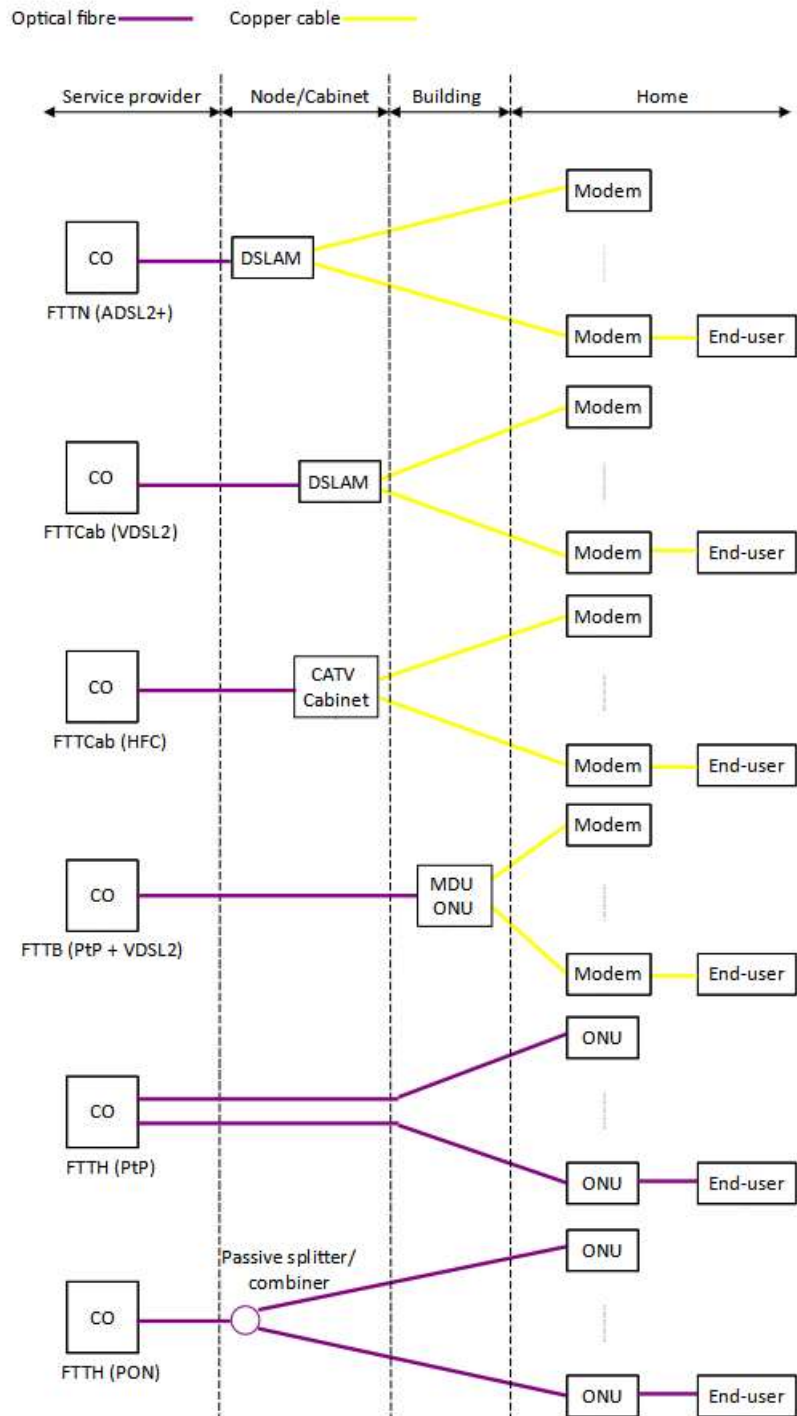 Optical fibre
Copper cable
Service provider
Node/Cabinet
Building
Home
Modem
CO
DSLAM
FTTN (ADSL2+)
Modem
End-user
Modem
CO
DSLAM
FTTCab (VDSL2)
Modem
End-user
Modem
CO
CATV
Cabinet
FTTCab (HFC)
Modem
End-user
Modem
CO
MDU
ONU
FTTB (PtP + VDSL2)
Modem
End-user
ONU
CO
FTTH (PtP)
ONU
End-user
ONU
Passive splitter/
combiner
CO
FTTH (PON)
ONU
End-user